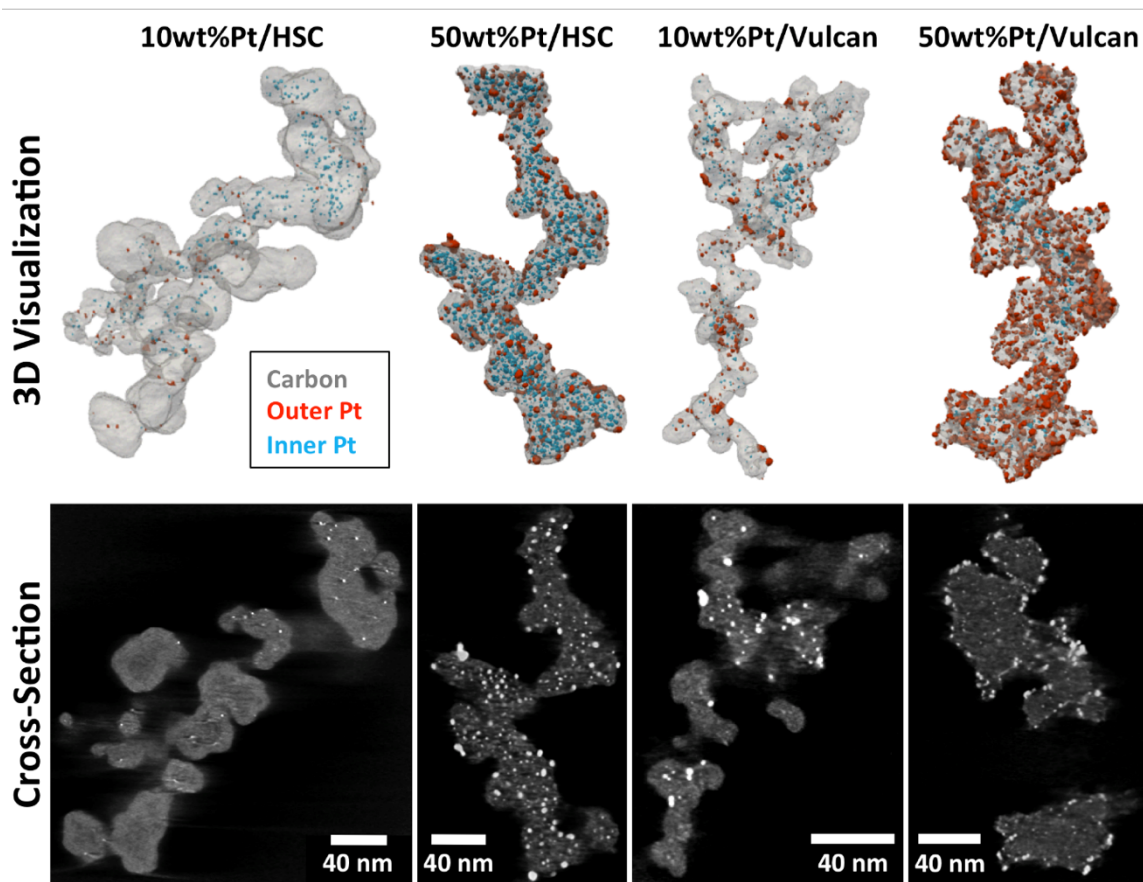 10wt%Pt/HSC
50wt%Pt/HSC
10wt%Pt/Vulcan
50wt%Pt/Vulcan
3D Visualization
Carbon
Outer Pt
Inner Pt
Cross-Section
40 nm
40 nm
40 nm
40 nm